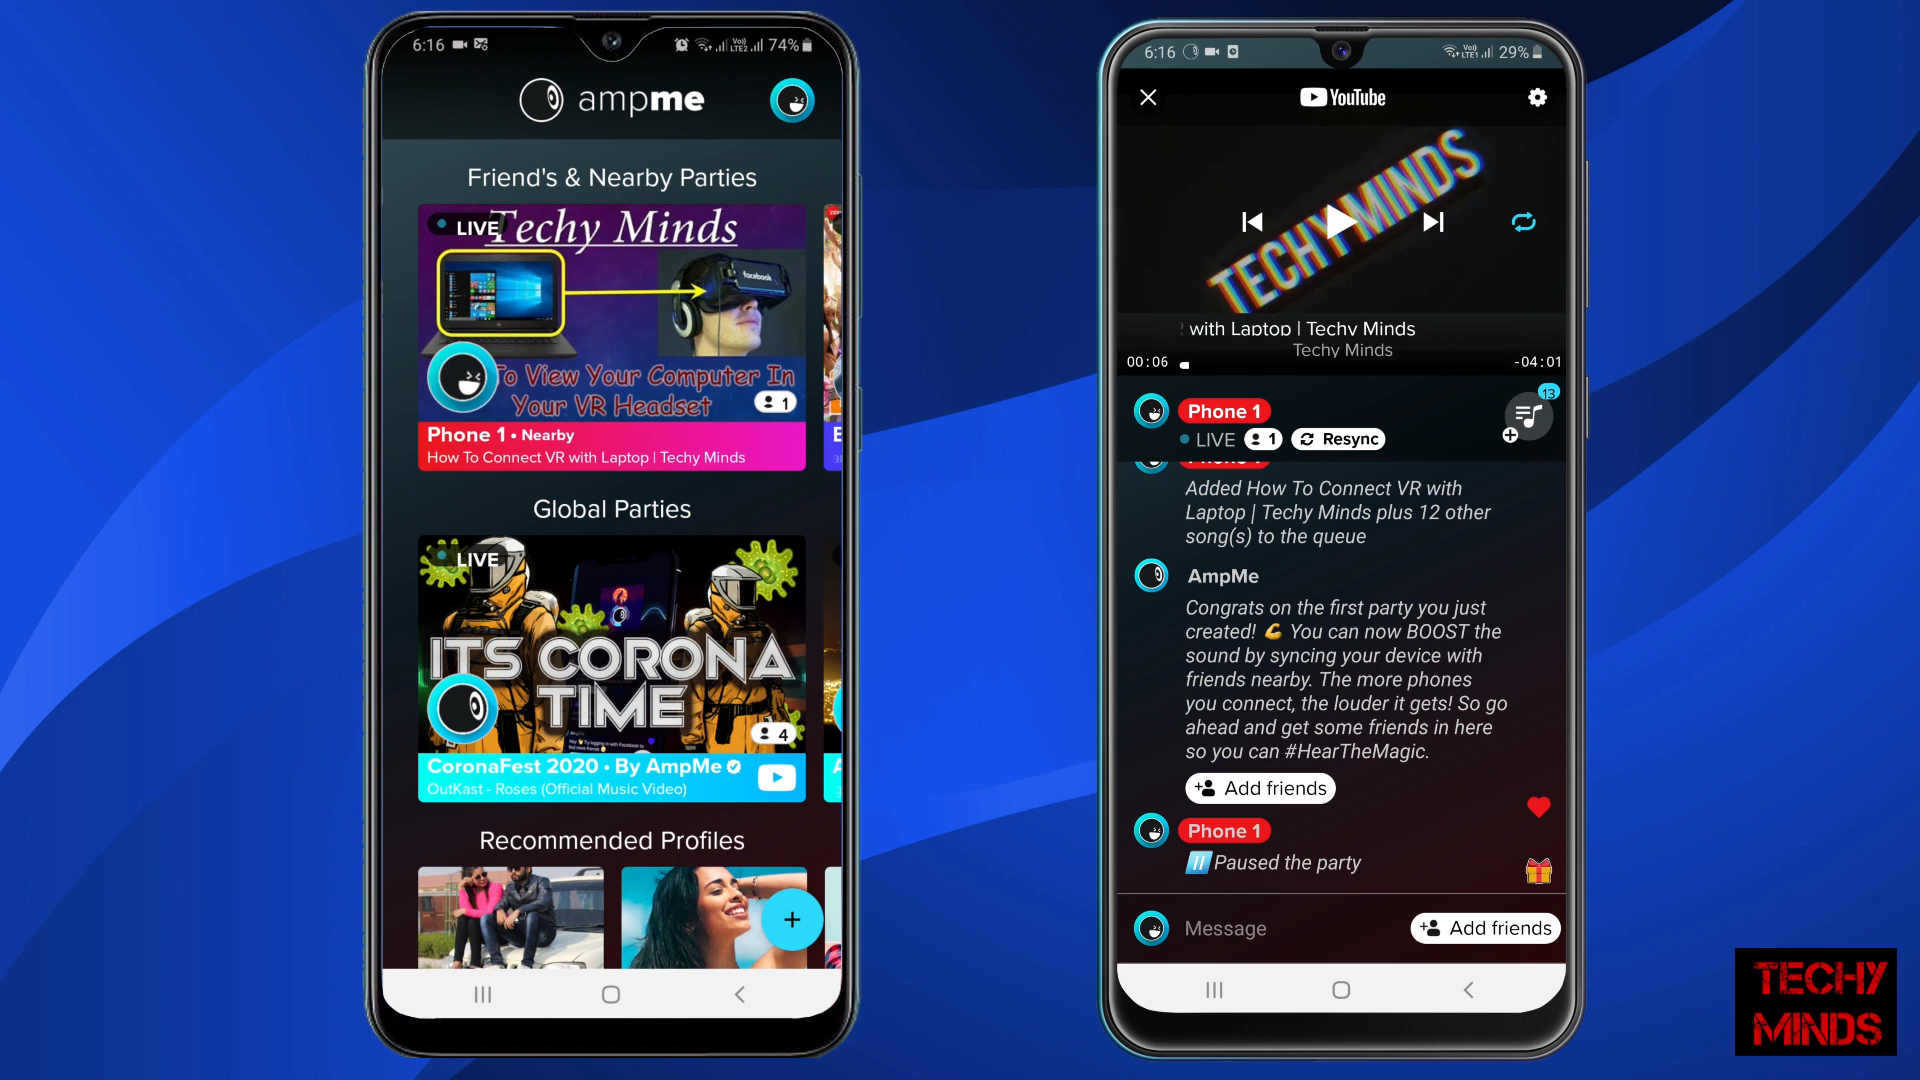 6:16
Voi)
LTE2
74%
ampme
Friend's & Nearby Parties
LIVE
Techy Minds
facebook
To View Your Computer In
Your VR Headset
1
Phone 1 • Nearby
How To Connect VR with Laptop | Techy Minds
Global Parties
LIVE
ITS CORONA
TIME
4
CoronaFest 2020 • By AmpMe
OutKast - Roses (Official Music Video)
Recommended Profiles
+
6:16
Voi)
LTE1
29%
YouTube
TECHY MINDS
with Laptop | Techy Minds
Techy Minds
00:06
-04:01
Phone 1
13
LIVE
1
Resync
Phone 1
Added How To Connect VR with
Laptop | Techy Minds plus 12 other
song(s) to the queue
AmpMe
Congrats on the first party you just
created! 💪 You can now BOOST the
sound by syncing your device with
friends nearby. The more phones
you connect, the louder it gets! So go
ahead and get some friends in here
so you can #HearTheMagic.
Add friends
Phone 1
Paused the party
Message
Add friends
TECHY
MINDS